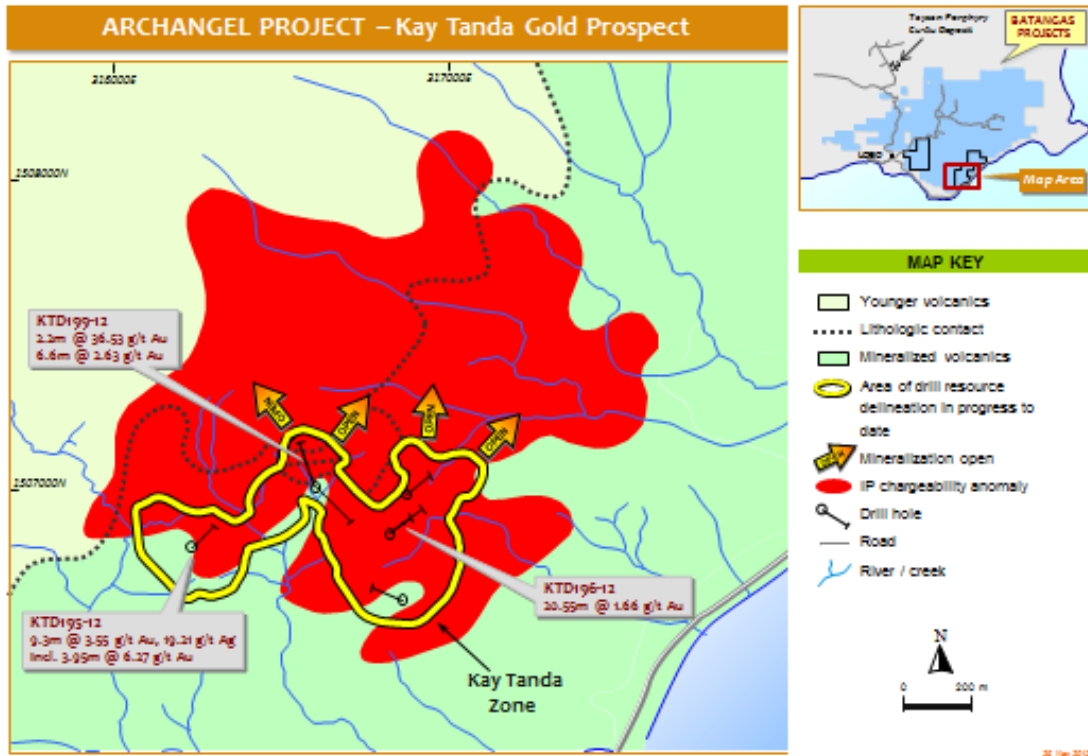 ARCHANGEL PROJECT – Kay Tanda Gold Prospect
316000E
317000E
1508000N
1507000N
KTD199-12
2.2m @ 36.53 g/t Au
6.6m @ 2.63 g/t Au
OPEN
OPEN
OPEN
OPEN
KTD196-12
20.55m @ 1.66 g/t Au
KTD195-12
9.3m @ 3.55 g/t Au, 19.21 g/t Ag
Incl. 3.95m @ 6.27 g/t Au
Kay Tanda
Zone
BATANGAS
PROJECTS
LOBO
Map Area
MAP KEY
Younger volcanics
Lithologic contact
Mineralized volcanics
Area of drill resource
delineation in progress to
date
OPEN
Mineralization open
IP chargeability anomaly
Drill hole
Road
River / creek
N
0 200 m